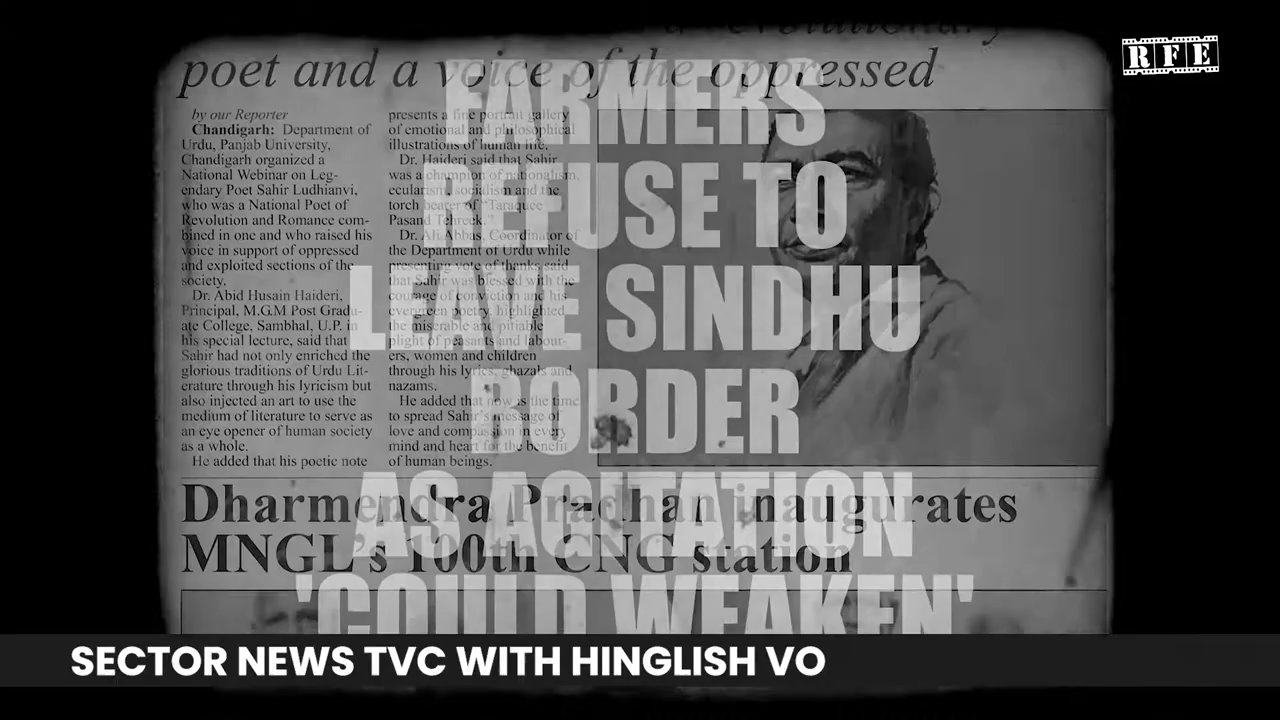 RFE
poet and a voice of the oppressed
by our Reporter
Chandigarh: Department of
Urdu, Panjab University,
Chandigarh organized a
National Webinar on Leg-
endary Poet Sahir Ludhianvi,
who was a National Poet of
Revolution and Romance com-
bined in one and who raised his
voice in support of oppressed
and exploited sections of the
society.
Dr. Abid Husain Haideri,
Principal, M.G.M Post Gradu-
ate College, Sambhal, U.P. in
his special lecture, said that
Sahir had not only enriched the
glorious traditions of Urdu Lit-
erature through his lyricism but
also injected an art to use the
medium of literature to serve as
an eye opener of human society
as a whole.
He added that his poetic note
presents a fine portrait gallery
of emotional and philosophical
illustrations of human life.
Dr. Haideri said that Sahir
was a champion of nationalism,
ecularism, socialism and the
torch bearer of "Taraquee
Pasand Tehreek."
Dr. Ali Abbas, Coordinator of
the Department of Urdu while
presenting vote of thanks said
that Sahir was blessed with the
courage of conviction and his
evergreen poetry, highlighted
the miserable and pitiable
plight of peasants and labour-
ers, women and children
through his lyrics, ghazals and
nazams.
He added that now is the time
to spread Sahir's message of
love and compassion in every
mind and heart for the benefit
of human beings.
Dharmendra Pradhan inaugurates
MNGL's 100th CNG station
FARMERS
REFUSE TO
LEAVE SINDHU
BORDER
AS AGITATION
'COULD WEAKEN'
SECTOR NEWS TVC WITH HINGLISH VO